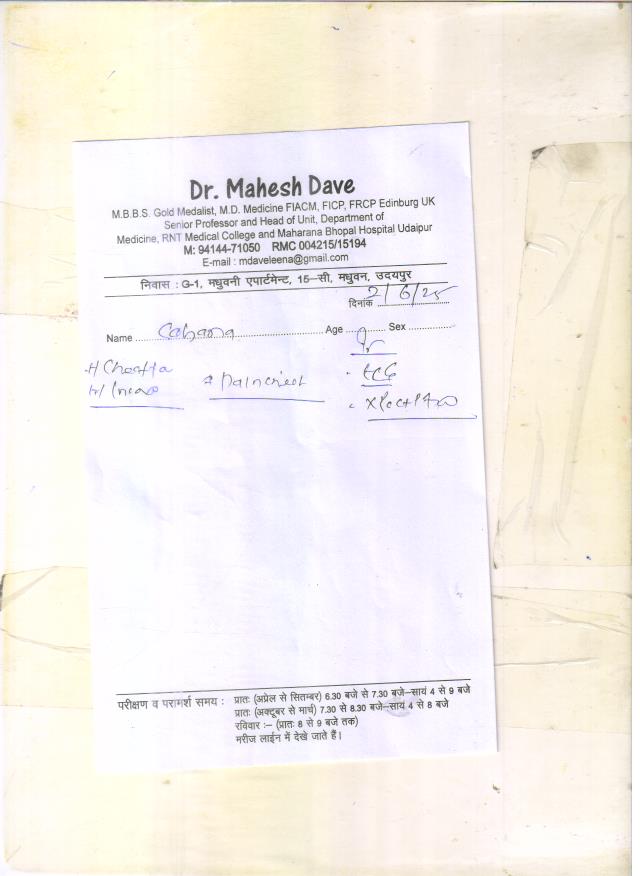 Dr. Mahesh Dave
M.B.B.S. Gold Medalist, M.D. Medicine FIACM, FICP, FRCP Edinburg UK
Senior Professor and Head of Unit, Department of
Medicine, RNT Medical College and Maharana Bhopal Hospital Udaipur
M: 94144-71050 RMC 004215/15194
E-mail : mdaveleena@gmail.com
निवास : G-1, मधुवनी एपार्टमेन्ट, 15-सी, मधुवन, उदयपुर
दिनांक 2/6/25
Name ........ Age ........ Sex ........
ECG
परीक्षण व परामर्श समय : प्रातः (अप्रेल से सितम्बर) 6.30 बजे से 7.30 बजे-सायं 4 से 9 बजे
प्रातः (अक्टूबर से मार्च) 7.30 से 8.30 बजे-सायं 4 से 8 बजे
रविवार :- (प्रातः 8 से 9 बजे तक)
मरीज लाईन में देखे जाते हैं।